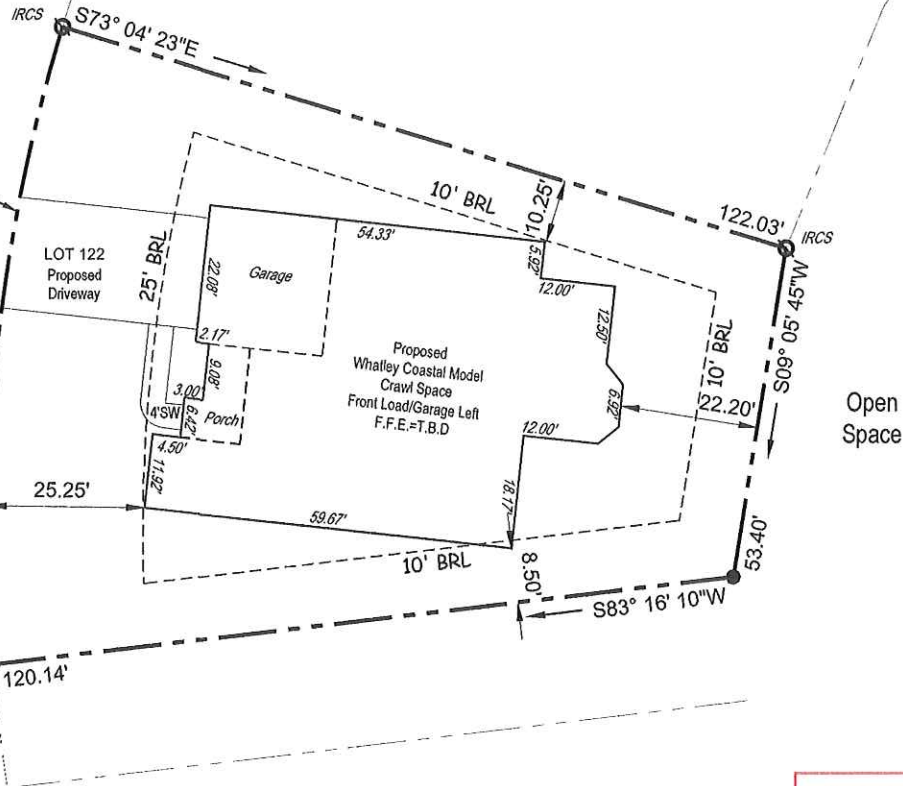 IRCS
S73° 04' 23"E
10' BRL
10.25'
122.03'
IRCS
54.33'
5.92'
12.00'
LOT 122
Proposed
Driveway
25' BRL
22.08'
Garage
S09° 05' 45"W
12.50'
10' BRL
2.17'
9.08'
Proposed
Whatley Coastal Model
Crawl Space
Front Load/Garage Left
F.F.E.=T.B.D
6.92'
22.20'
Open
Space
3.00'
4'SW
6.42'
Porch
12.00'
4.50'
11.92'
25.25'
59.67'
18.17'
10' BRL
8.50'
53.40'
S83° 16' 10"W
120.14'